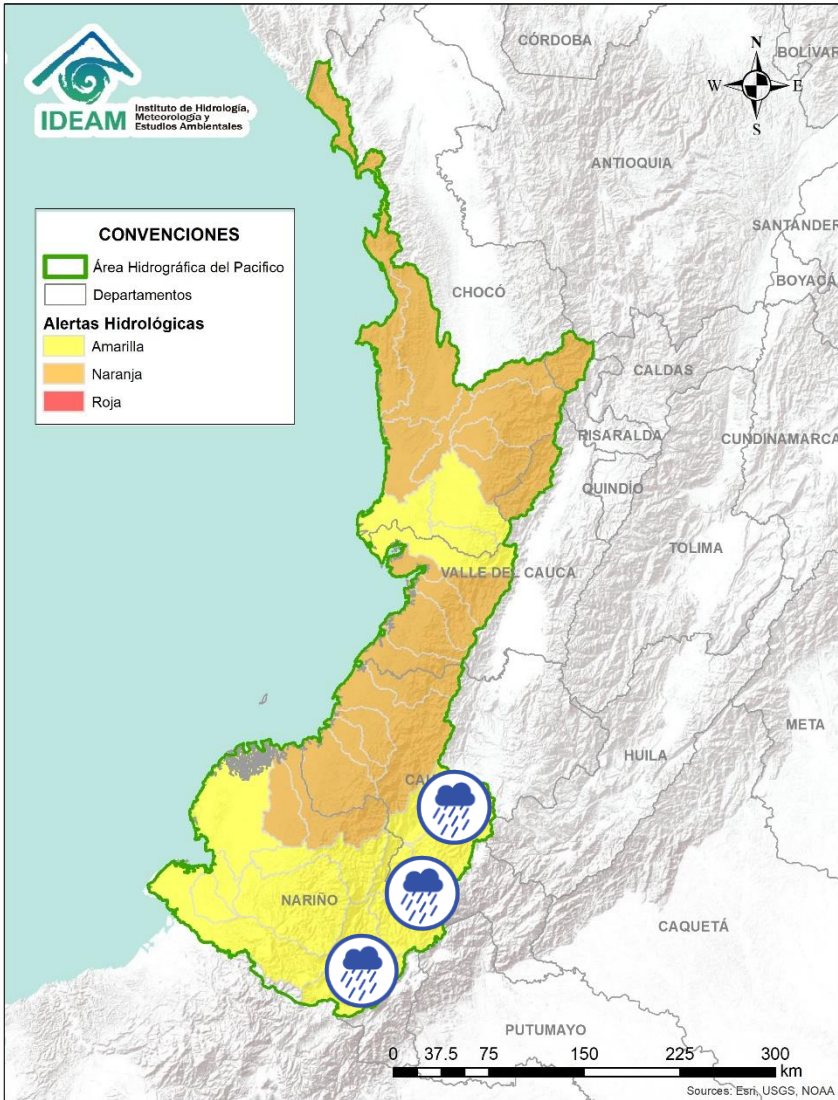 IDEAM
Instituto de Hidrología,
Meteorología y
Estudios Ambientales
CONVENCIONES
Área Hidrográfica del Pacifico
Departamentos
Alertas Hidrológicas
Amarilla
Naranja
Roja
N
W
E
S
CÓRDOBA
BOLÍVAR
ANTIOQUIA
SANTANDER
BOYACÁ
CHOCÓ
CALDAS
RISARALDA
CUNDINAMARCA
QUINDÍO
TOLIMA
VALLE DEL CAUCA
META
HUILA
CAU
NARIÑO
CAQUETÁ
PUTUMAYO
0 37.5 75 150 225 300
km
Sources: Esri, USGS, NOAA